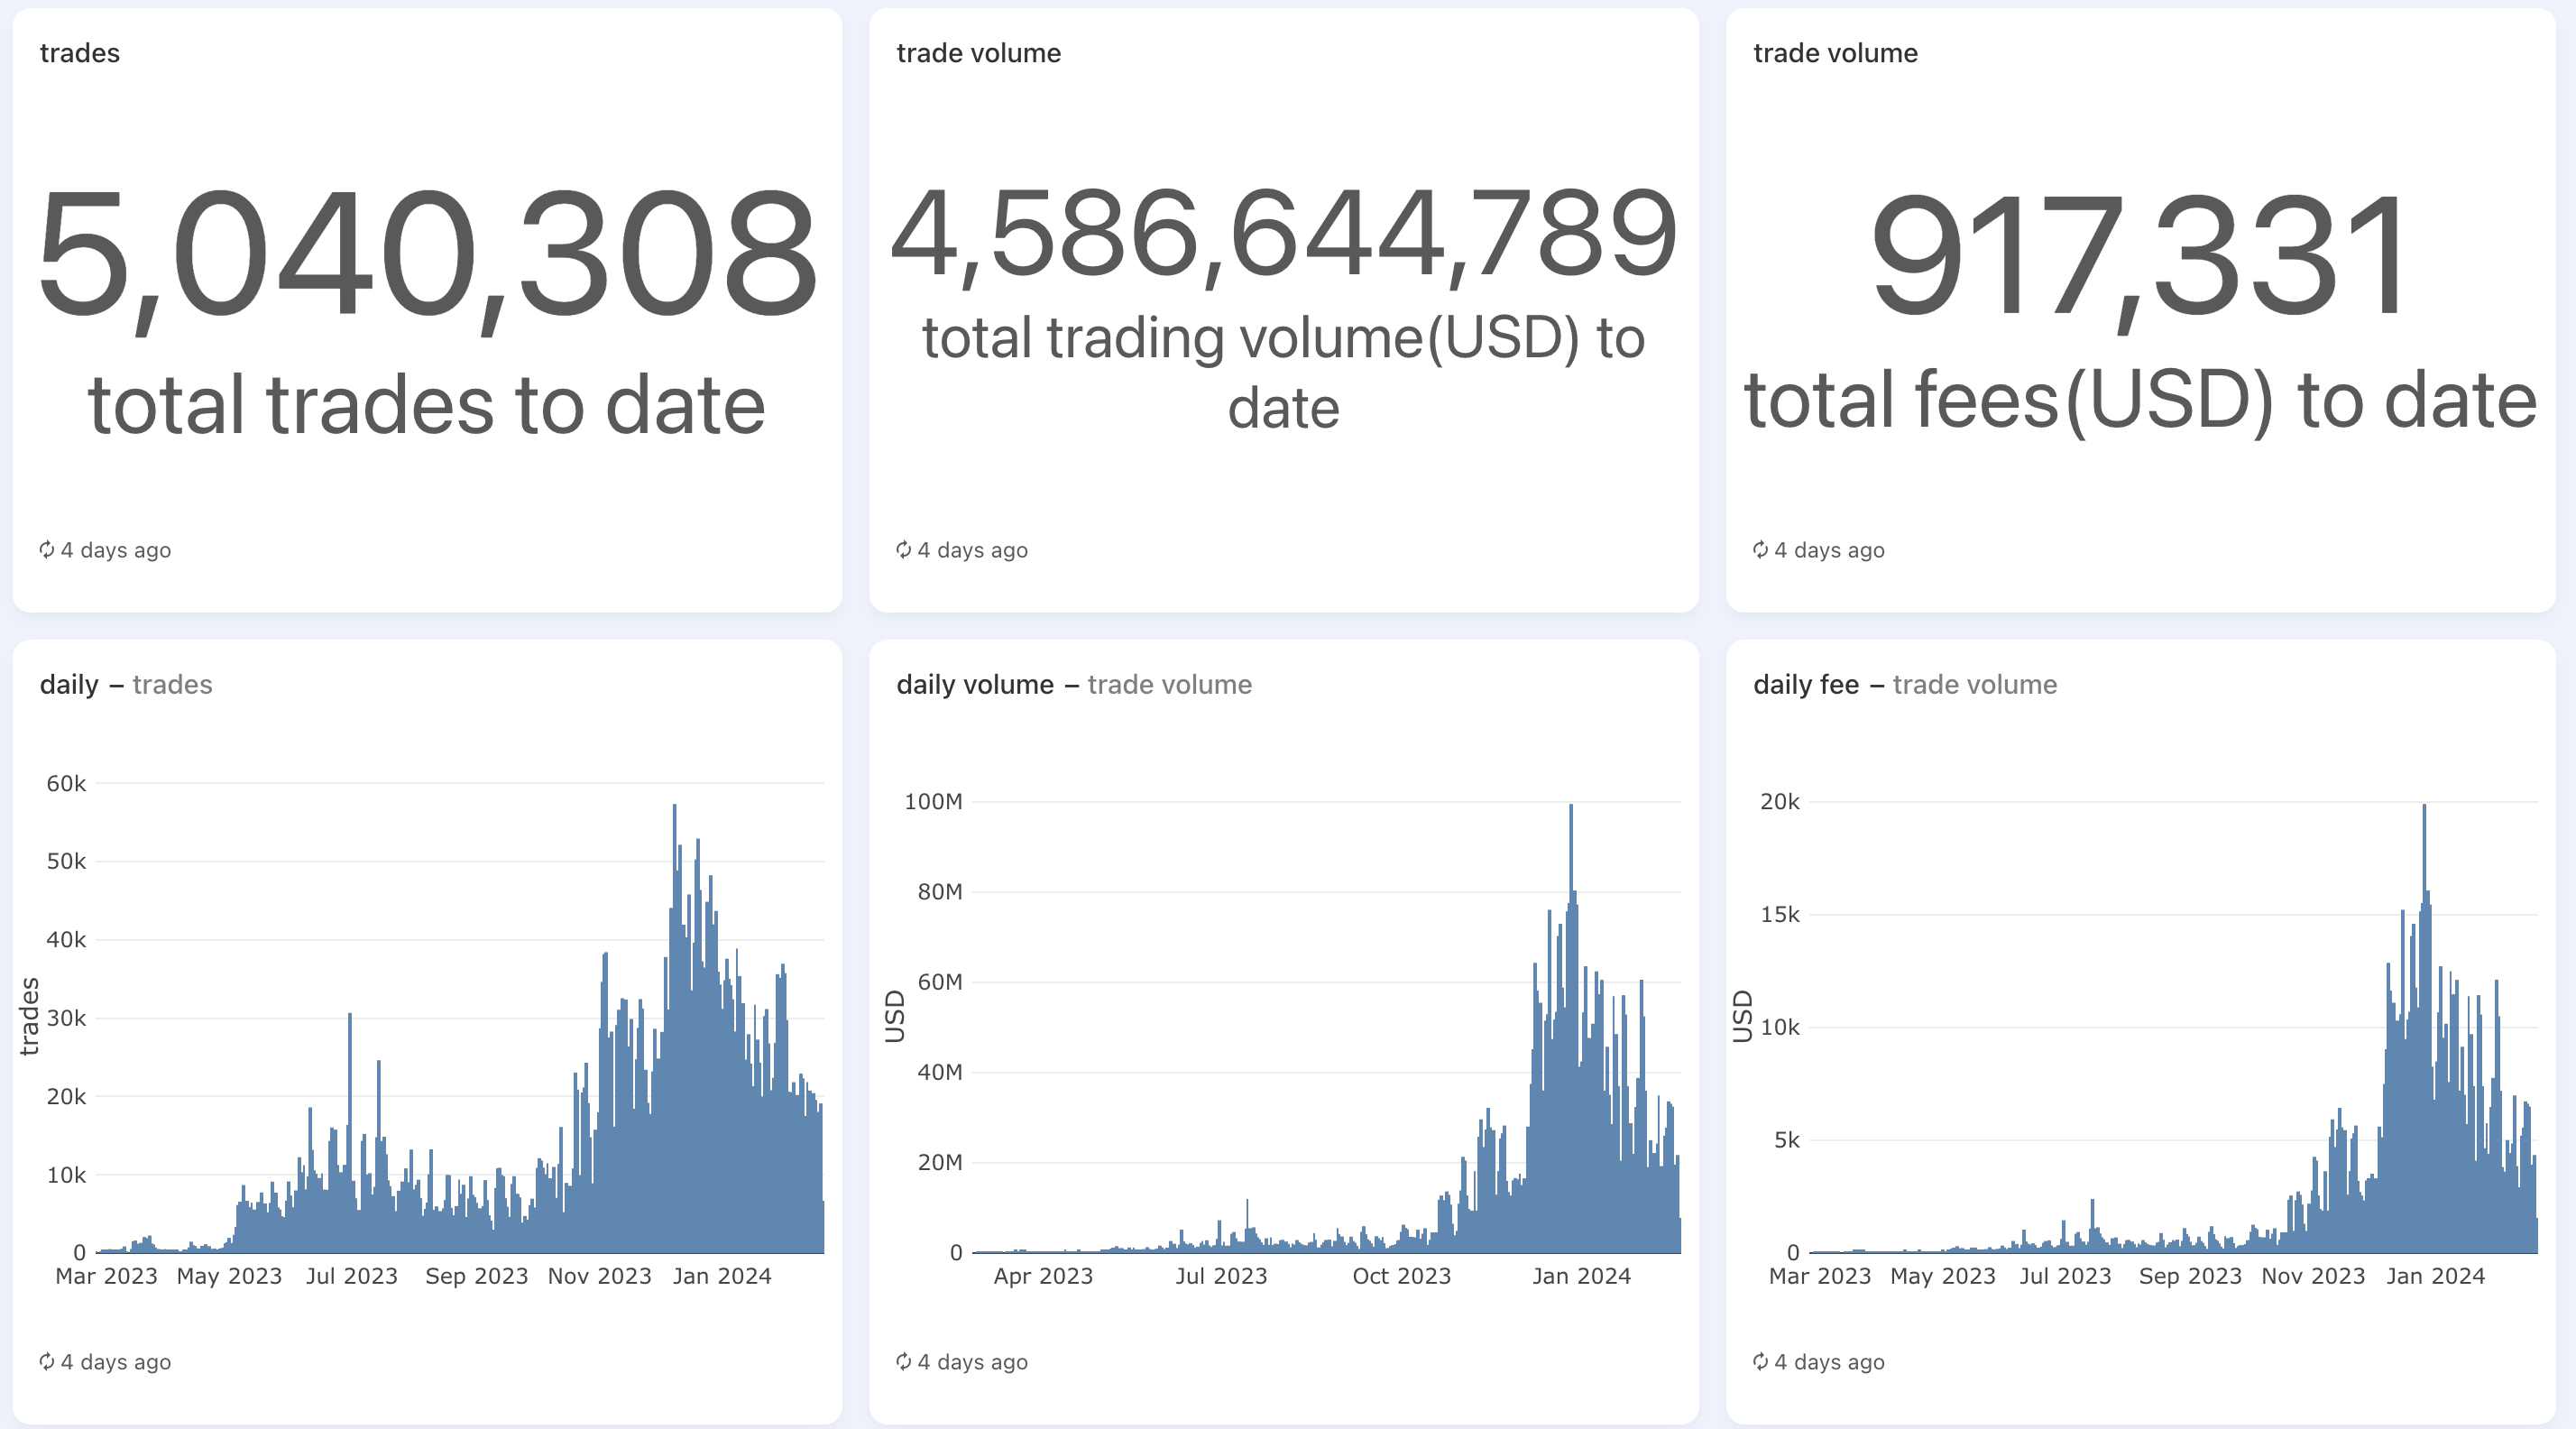 trades
5,040,308
total trades to date
4 days ago
trade volume
4,586,644,789
total trading volume(USD) to
date
4 days ago
trade volume
917,331
total fees(USD) to date
4 days ago
daily – trades
60k
50k
40k
30k
20k
10k
0
trades
Mar 2023 May 2023 Jul 2023 Sep 2023 Nov 2023 Jan 2024
4 days ago
daily volume – trade volume
100M
80M
60M
40M
20M
0
USD
Apr 2023 Jul 2023 Oct 2023 Jan 2024
4 days ago
daily fee – trade volume
20k
15k
10k
5k
0
USD
Mar 2023 May 2023 Jul 2023 Sep 2023 Nov 2023 Jan 2024
4 days ago